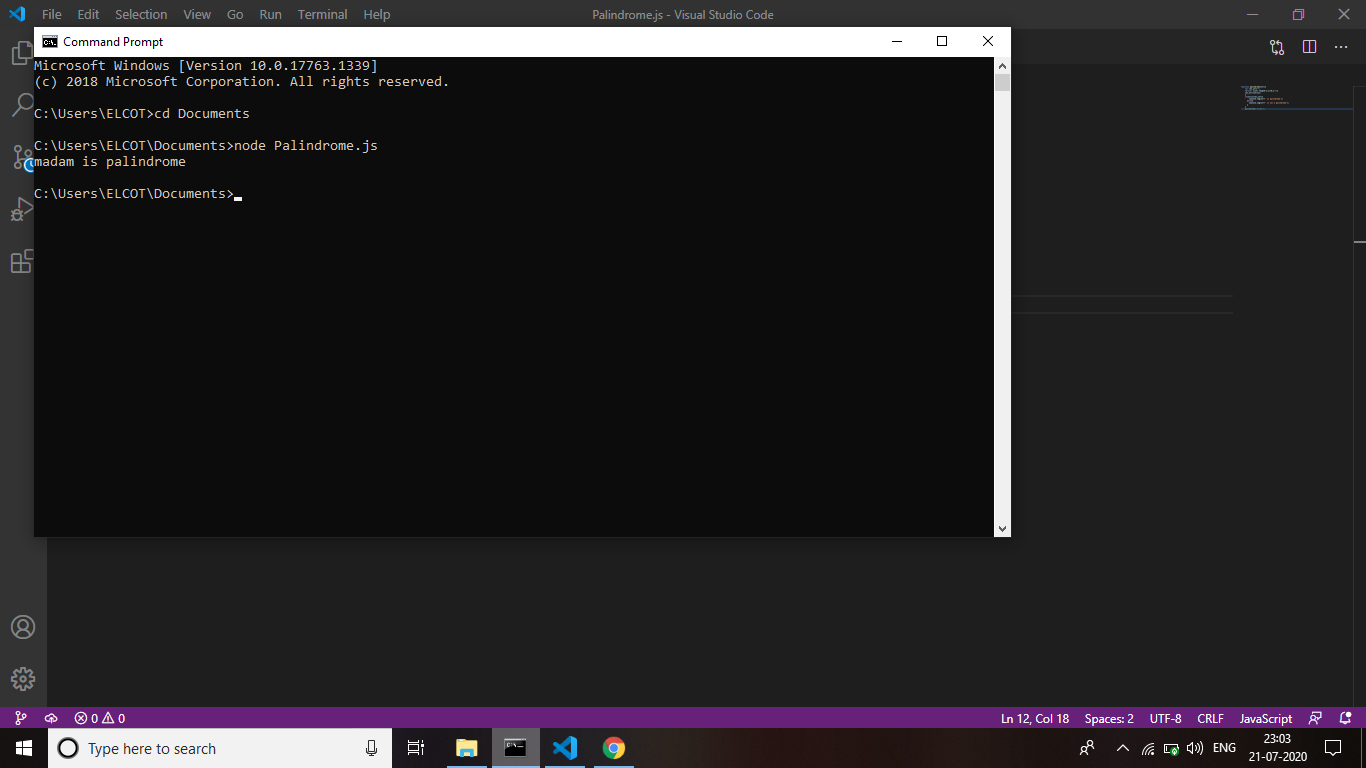 File Edit Selection View Go Run Terminal Help Palindrome.js - Visual Studio Code
Command Prompt
Microsoft Windows [Version 10.0.17763.1339]
(c) 2018 Microsoft Corporation. All rights reserved.
C:\Users\ELCOT>cd Documents
C:\Users\ELCOT\Documents>node Palindrome.js
madam is palindrome
C:\Users\ELCOT\Documents>
0 0 Ln 12, Col 18 Spaces: 2 UTF-8 CRLF JavaScript
Type here to search
ENG
23:03
21-07-2020